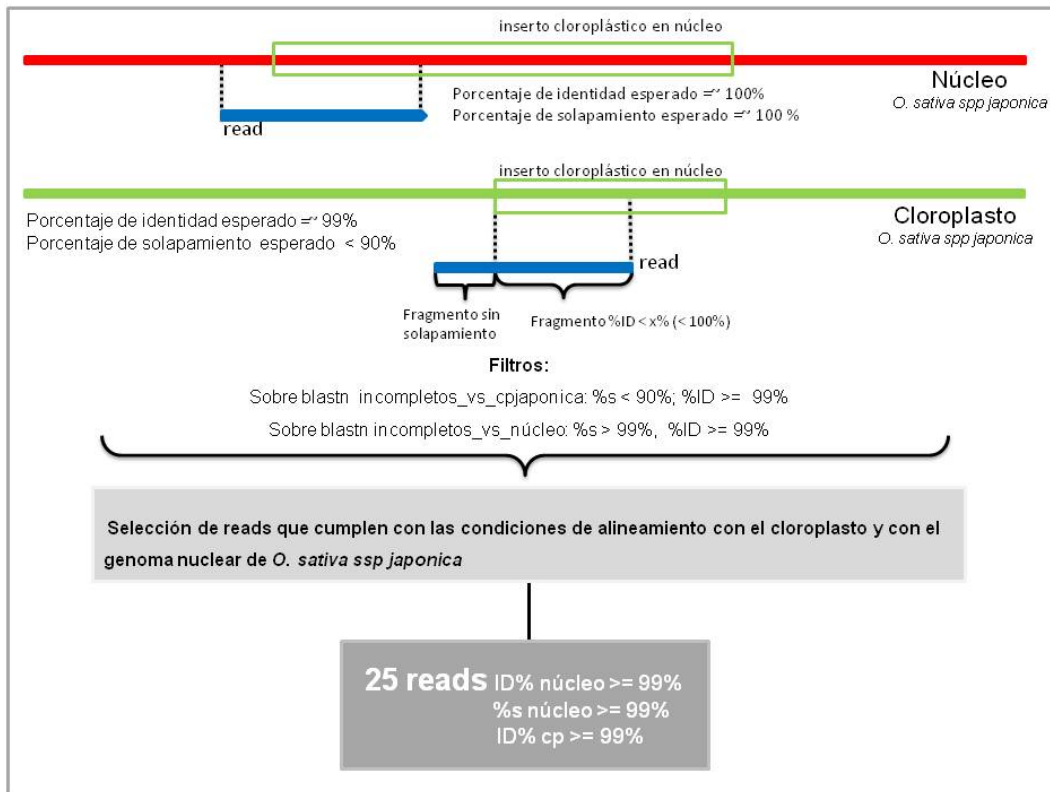 inserto cloroplástico en núcleo
Núcleo
O. sativa spp japonica
Porcentaje de identidad esperado =~ 100%
Porcentaje de solapamiento esperado =~ 100 %
read
inserto cloroplástico en núcleo
Cloroplasto
O. sativa spp japonica
Porcentaje de identidad esperado =~ 99%
Porcentaje de solapamiento esperado < 90%
read
Fragmento sin
solapamiento
Fragmento %ID < x% (< 100%)
Filtros:
Sobre blastn incompletos_vs_cpjaponica: %s < 90%; %ID >= 99%
Sobre blastn incompletos_vs_núcleo: %s > 99%, %ID >= 99%
Selección de reads que cumplen con las condiciones de alineamiento con el cloroplasto y con el
genoma nuclear de O. sativa ssp japonica
25 reads ID% núcleo >= 99%
%s núcleo >= 99%
ID% cp >= 99%